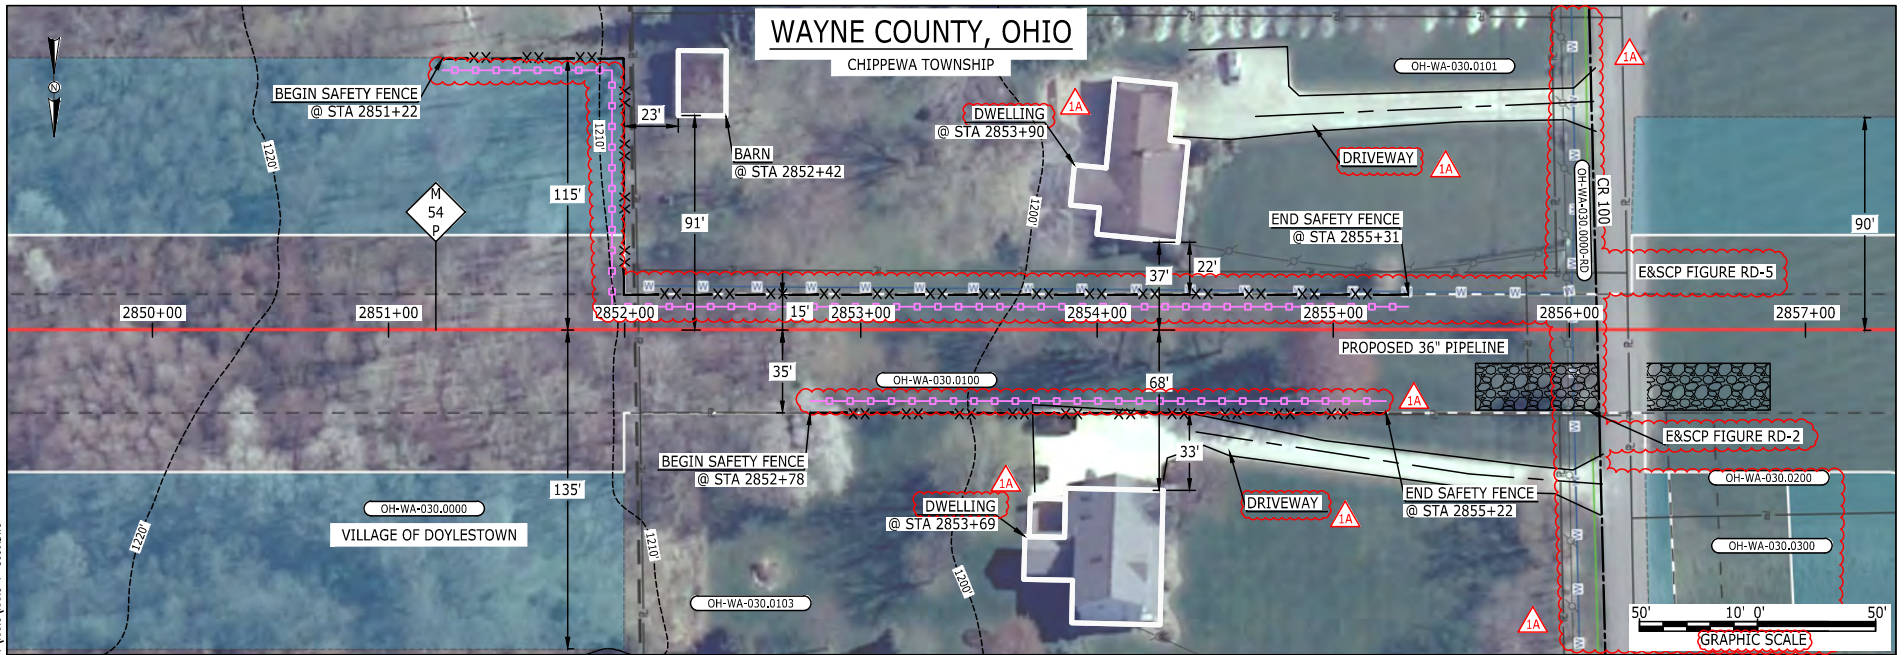 WAYNE COUNTY, OHIO
CHIPPEWA TOWNSHIP
N
BEGIN SAFETY FENCE
@ STA 2851+22
1220'
1210'
23'
BARN
@ STA 2852+42
DWELLING
@ STA 2853+90
1A
1200'
OH-WA-030.0101
1A
DRIVEWAY
1A
OH-WA-030.0000-RD
CR 100
M
54
P
115'
91'
END SAFETY FENCE
@ STA 2855+31
37'
22'
90'
E&SCP FIGURE RD-5
W W W W W W W W W W W W W W W W W
2850+00
2851+00
2852+00
15'
2853+00
2854+00
2855+00
2856+00
2857+00
PROPOSED 36" PIPELINE
35'
OH-WA-030.0100
68'
1A
E&SCP FIGURE RD-2
BEGIN SAFETY FENCE
@ STA 2852+78
33'
135'
1A
DWELLING
@ STA 2853+69
DRIVEWAY
1A
END SAFETY FENCE
@ STA 2855+22
OH-WA-030.0200
OH-WA-030.0000
VILLAGE OF DOYLESTOWN
1220'
1210'
1200'
OH-WA-030.0300
OH-WA-030.0103
1A
50' 10' 0' 50'
GRAPHIC SCALE